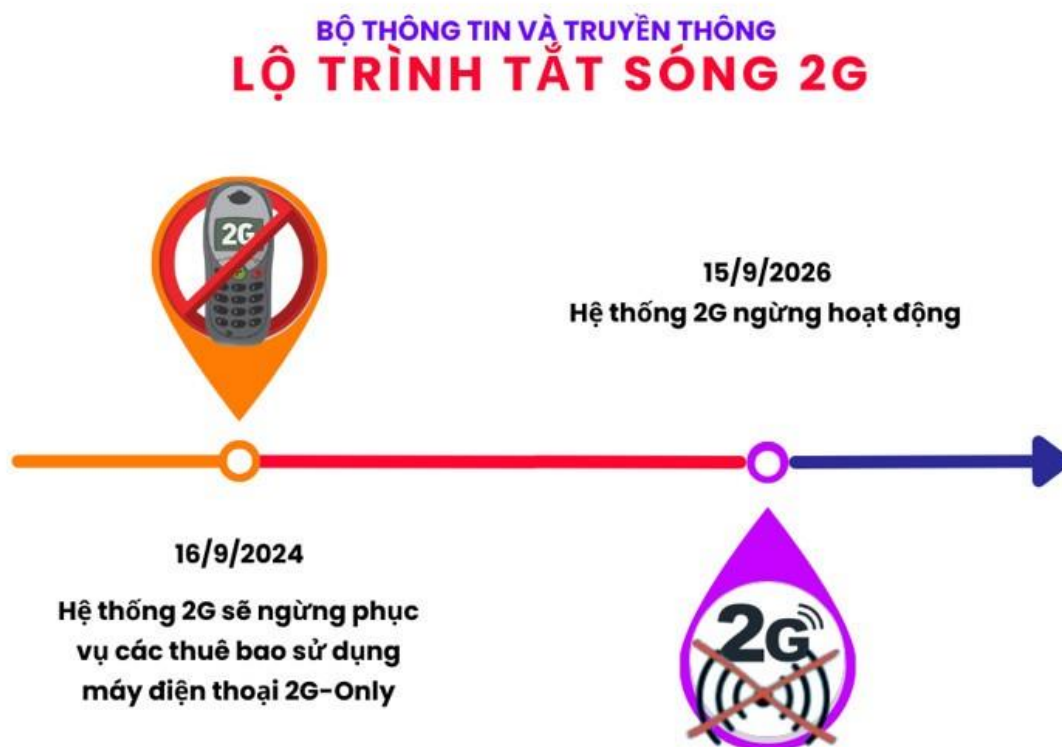 BỘ THÔNG TIN VÀ TRUYỀN THÔNG
LỘ TRÌNH TẮT SÓNG 2G
2G
15/9/2026
Hệ thống 2G ngừng hoạt động
16/9/2024
Hệ thống 2G sẽ ngừng phục
vụ các thuê bao sử dụng
máy điện thoại 2G-Only
2G